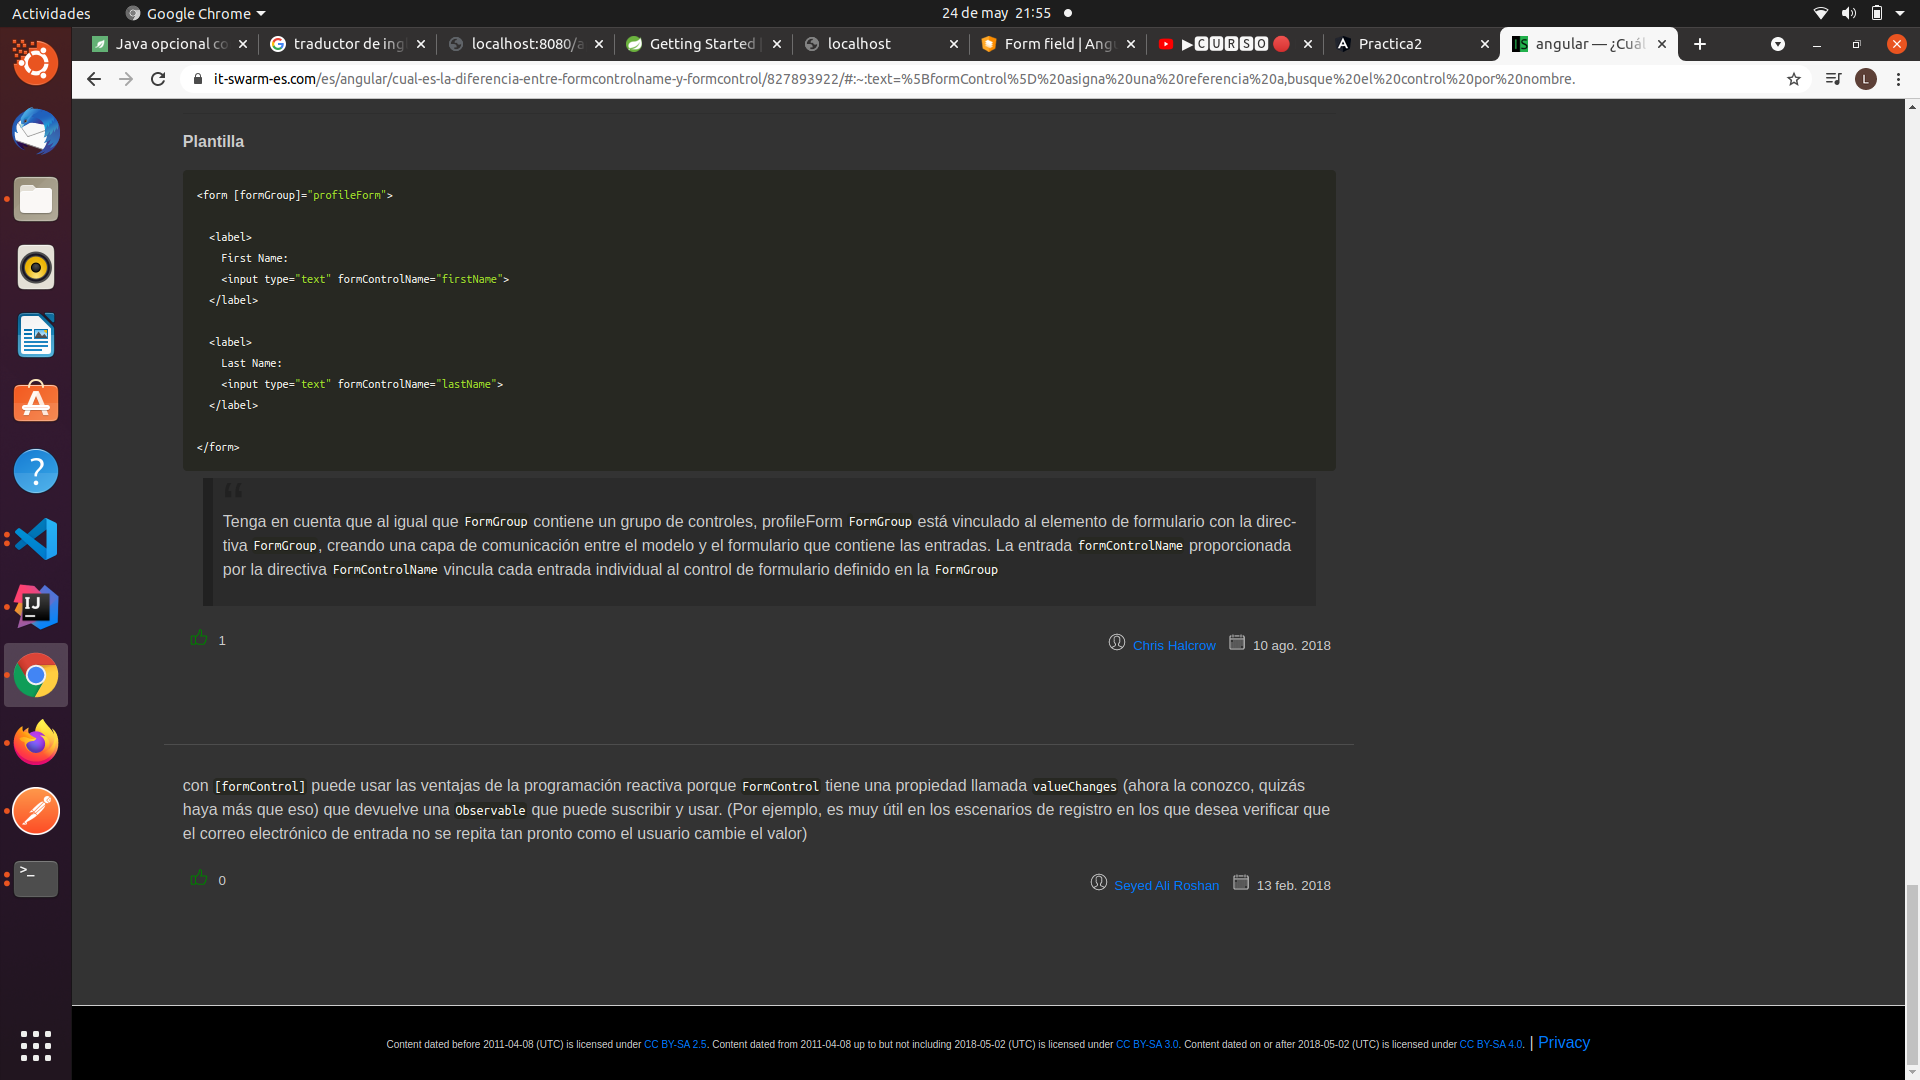 Actividades
Google Chrome
24 de may 21:55
Java opcional co
traductor de ing
localhost:8080/a
Getting Started
localhost
Form field | Angu
▶🅲🆄🆁🆂🅾 🔴
Practica2
angular — ¿Cuál
it-swarm-es.com/es/angular/cual-es-la-diferencia-entre-formcontrolname-y-formcontrol/827893922/#:~:text=%5BformControl%5D%20asigna%20una%20referencia%20a,busque%20el%20control%20por%20nombre.
L
Plantilla
<form [formGroup]="profileForm">
<label>
First Name:
<input type="text" formControlName="firstName">
</label>
<label>
Last Name:
<input type="text" formControlName="lastName">
</label>
</form>
“
Tenga en cuenta que al igual que FormGroup contiene un grupo de controles, profileForm FormGroup está vinculado al elemento de formulario con la direc-
tiva FormGroup, creando una capa de comunicación entre el modelo y el formulario que contiene las entradas. La entrada formControlName proporcionada
por la directiva FormControlName vincula cada entrada individual al control de formulario definido en la FormGroup
1
Chris Halcrow 10 ago. 2018
con [formControl] puede usar las ventajas de la programación reactiva porque FormControl tiene una propiedad llamada valueChanges (ahora la conozco, quizás
haya más que eso) que devuelve una Observable que puede suscribir y usar. (Por ejemplo, es muy útil en los escenarios de registro en los que desea verificar que
el correo electrónico de entrada no se repita tan pronto como el usuario cambie el valor)
0
Seyed Ali Roshan 13 feb. 2018
Content dated before 2011-04-08 (UTC) is licensed under CC BY-SA 2.5. Content dated from 2011-04-08 up to but not including 2018-05-02 (UTC) is licensed under CC BY-SA 3.0. Content dated on or after 2018-05-02 (UTC) is licensed under CC BY-SA 4.0. | Privacy